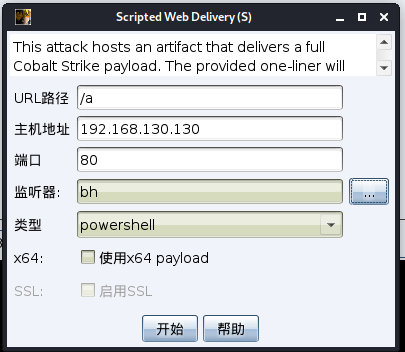 Scripted Web Delivery (S)
This attack hosts an artifact that delivers a full
Cobalt Strike payload. The provided one-liner will
URL路径 /a
主机地址 192.168.130.130
端口 80
监听器: bh ...
类型 powershell
x64: 使用x64 payload
SSL: 启用SSL
开始 帮助